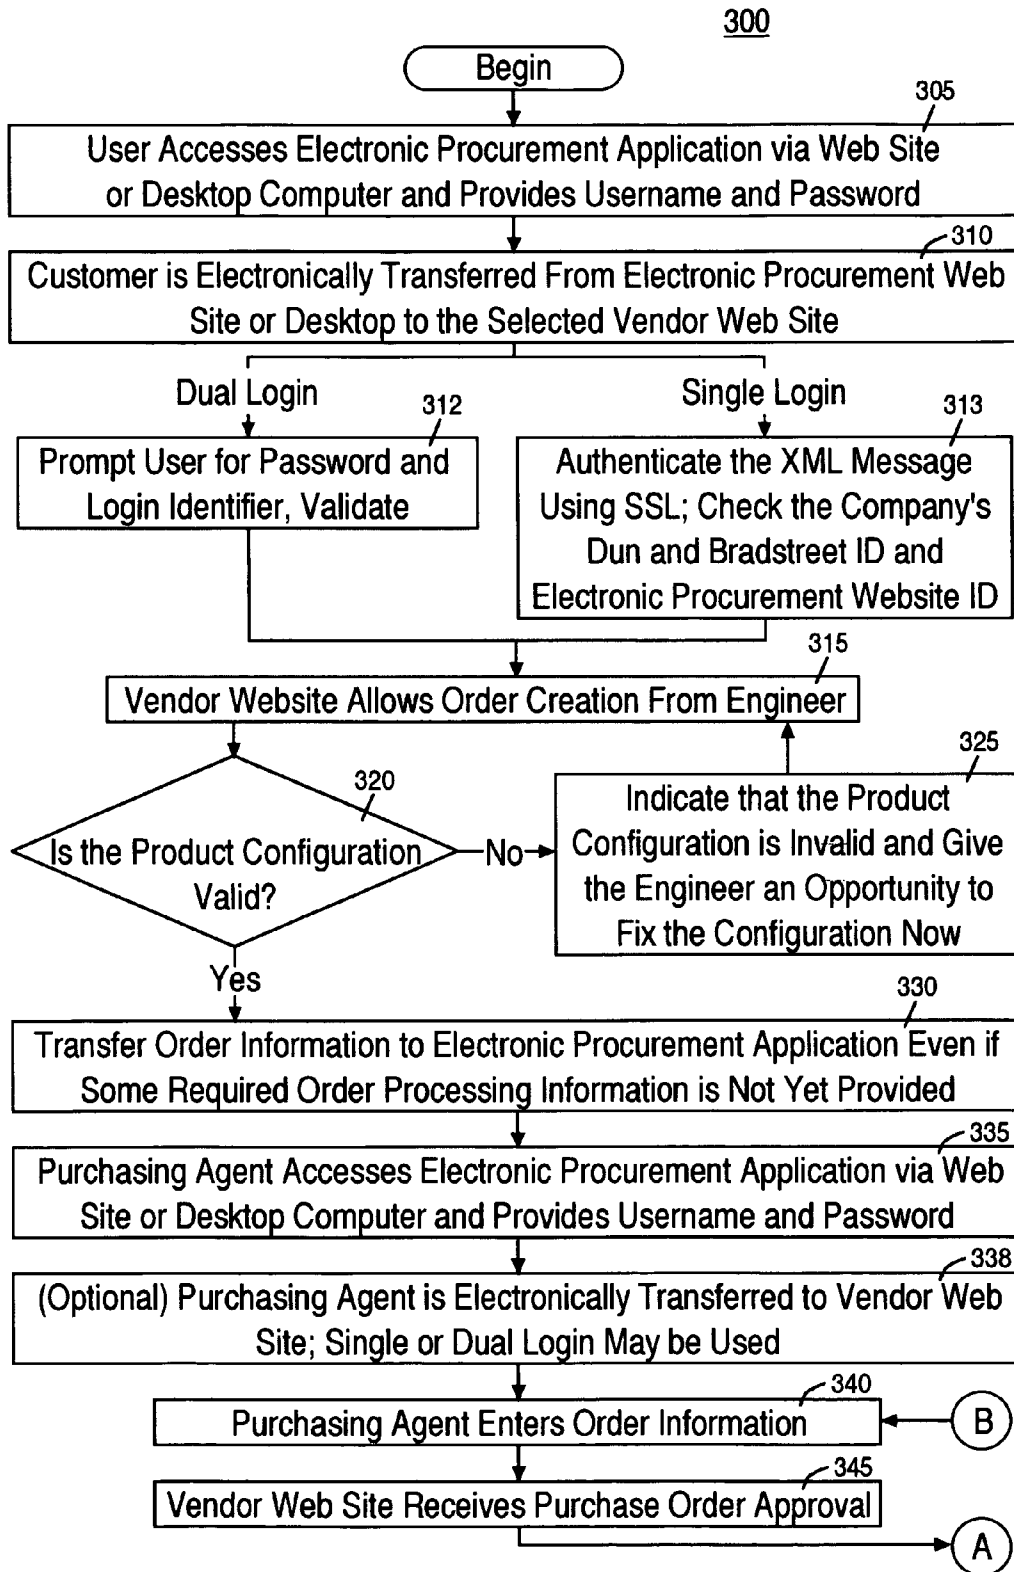 300
Begin
305
User Accesses Electronic Procurement Application via Web Site
or Desktop Computer and Provides Username and Password
310
Customer is Electronically Transferred From Electronic Procurement Web
Site or Desktop to the Selected Vendor Web Site
Dual Login
Single Login
312
313
Prompt User for Password and
Login Identifier, Validate
Authenticate the XML Message
Using SSL; Check the Company's
Dun and Bradstreet ID and
Electronic Procurement Website ID
315
Vendor Website Allows Order Creation From Engineer
320
Is the Product Configuration
Valid?
No
325
Indicate that the Product
Configuration is Invalid and Give
the Engineer an Opportunity to
Fix the Configuration Now
Yes
330
Transfer Order Information to Electronic Procurement Application Even if
Some Required Order Processing Information is Not Yet Provided
335
Purchasing Agent Accesses Electronic Procurement Application via Web
Site or Desktop Computer and Provides Username and Password
338
(Optional) Purchasing Agent is Electronically Transferred to Vendor Web
Site; Single or Dual Login May be Used
340
Purchasing Agent Enters Order Information
B
345
Vendor Web Site Receives Purchase Order Approval
A